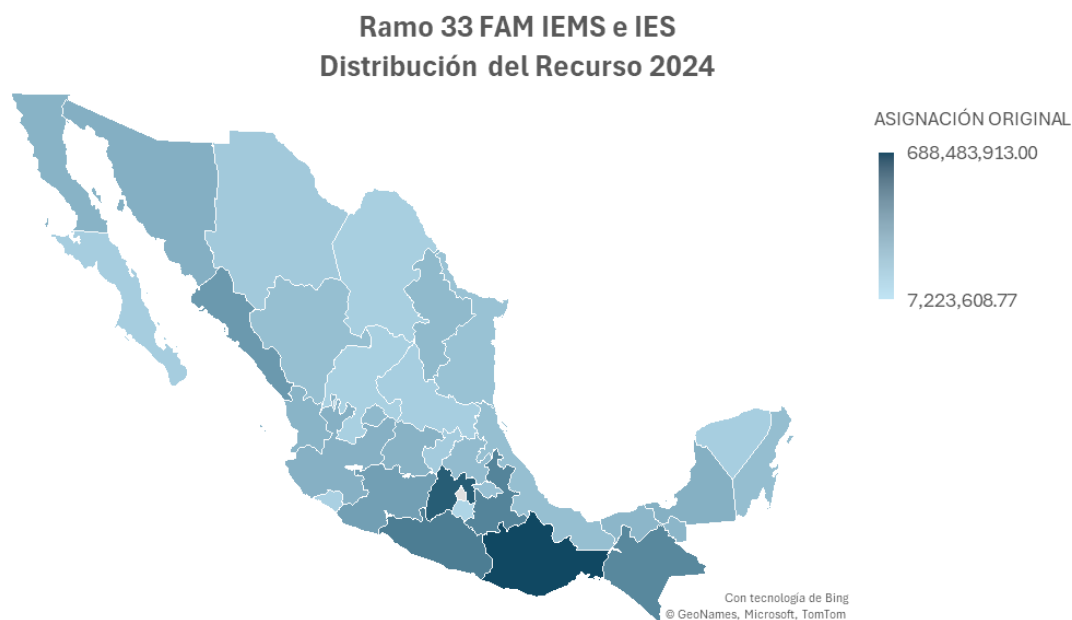 Ramo 33 FAM IEMS e IES
Distribución del Recurso 2024
ASIGNACIÓN ORIGINAL
688,483,913.00
7,223,608.77
Con tecnología de Bing
© GeoNames, Microsoft, TomTom